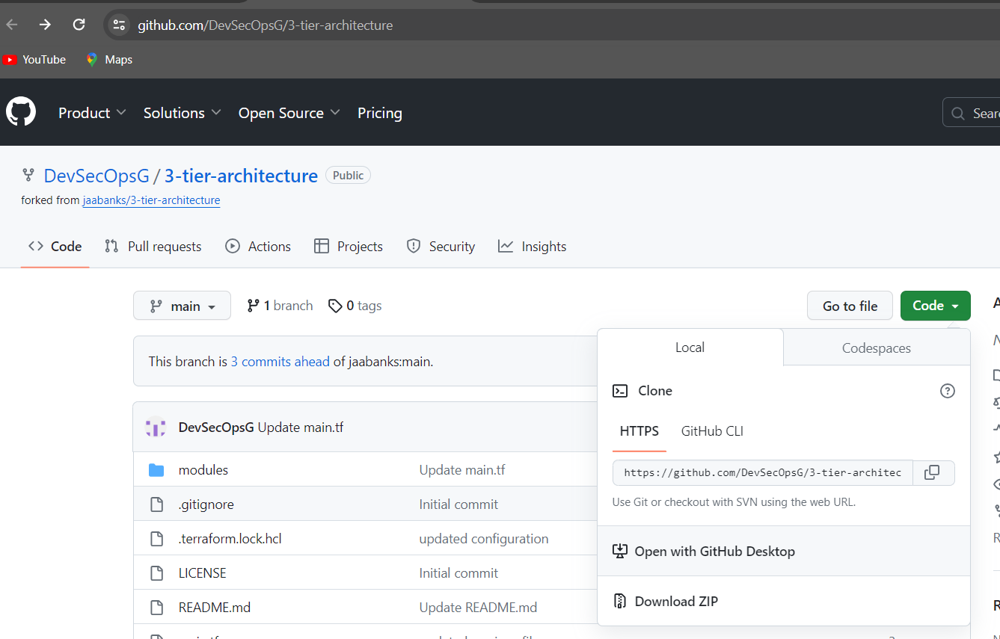 github.com/DevSecOpsG/3-tier-architecture
YouTube Maps
Product Solutions Open Source Pricing
DevSecOpsG / 3-tier-architecture Public
forked from jaabanks/3-tier-architecture
Code Pull requests Actions Projects Security Insights
main 1 branch 0 tags Go to file Code
Local Codespaces
This branch is 3 commits ahead of jaabanks:main.
Clone
HTTPS GitHub CLI
https://github.com/DevSecOpsG/3-tier-architec
Use Git or checkout with SVN using the web URL.
Open with GitHub Desktop
Download ZIP
DevSecOpsG Update main.tf
modules Update main.tf
.gitignore Initial commit
.terraform.lock.hcl updated configuration
LICENSE Initial commit
README.md Update README.md